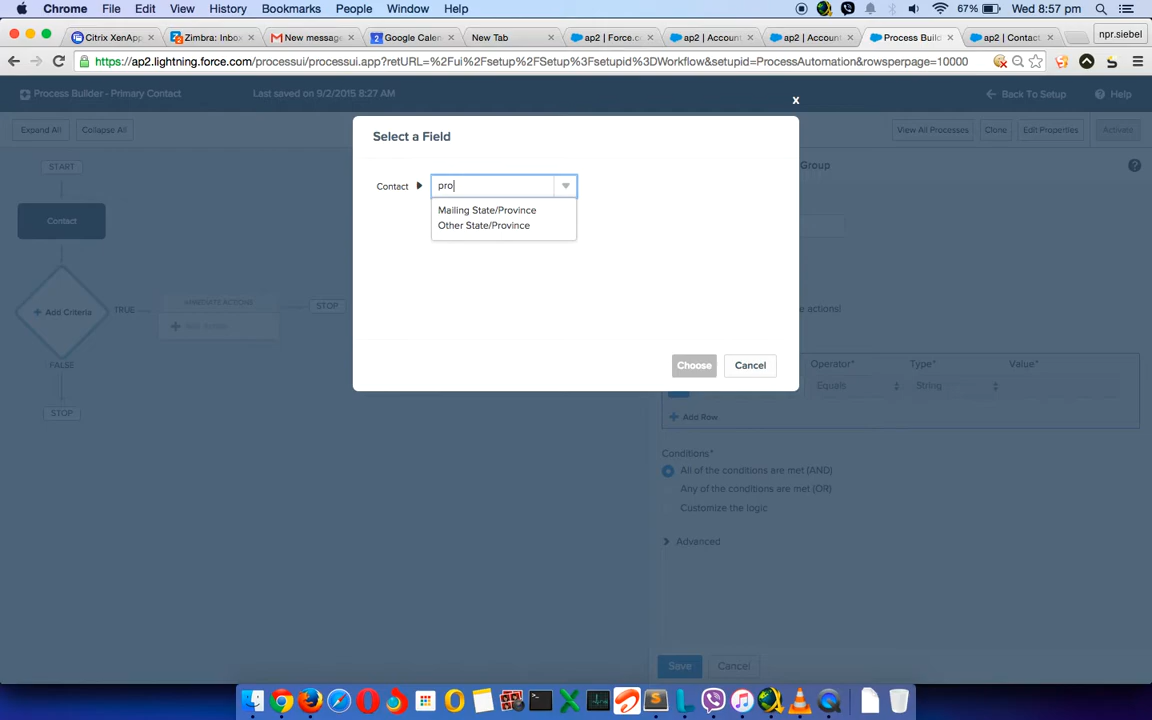 Chrome File Edit View History Bookmarks People Window Help 67% Wed 8:57 pm
Citrix XenApp Zimbra: Inbox New message Google Calen New Tab ap2 | Force.c ap2 | Accoun ap2 | Accoun Process Buil ap2 | Contact npr.siebel
https://ap2.lightning.force.com/processui/processui.app?retURL=%2Fui%2Fsetup%2FSetup%3Fsetupid%3DWorkflow&setupid=ProcessAutomation&rowsperpage=10000
Process Builder - Primary Contact Last saved on 9/2/2015 8:27 AM Back To Setup Help
x
Expand All Collapse All View All Processes Clone Edit Properties Activate
Select a Field
START Group
Contact pro
Mailing State/Province
Contact
Other State/Province
IMMEDIATE ACTIONS
Add Criteria TRUE STOP e actions!
Add Action
FALSE Operator* Type* Value*
Choose Cancel
Equals String
STOP
Add Row
Conditions*
All of the conditions are met (AND)
Any of the conditions are met (OR)
Customize the logic
Advanced
Save Cancel